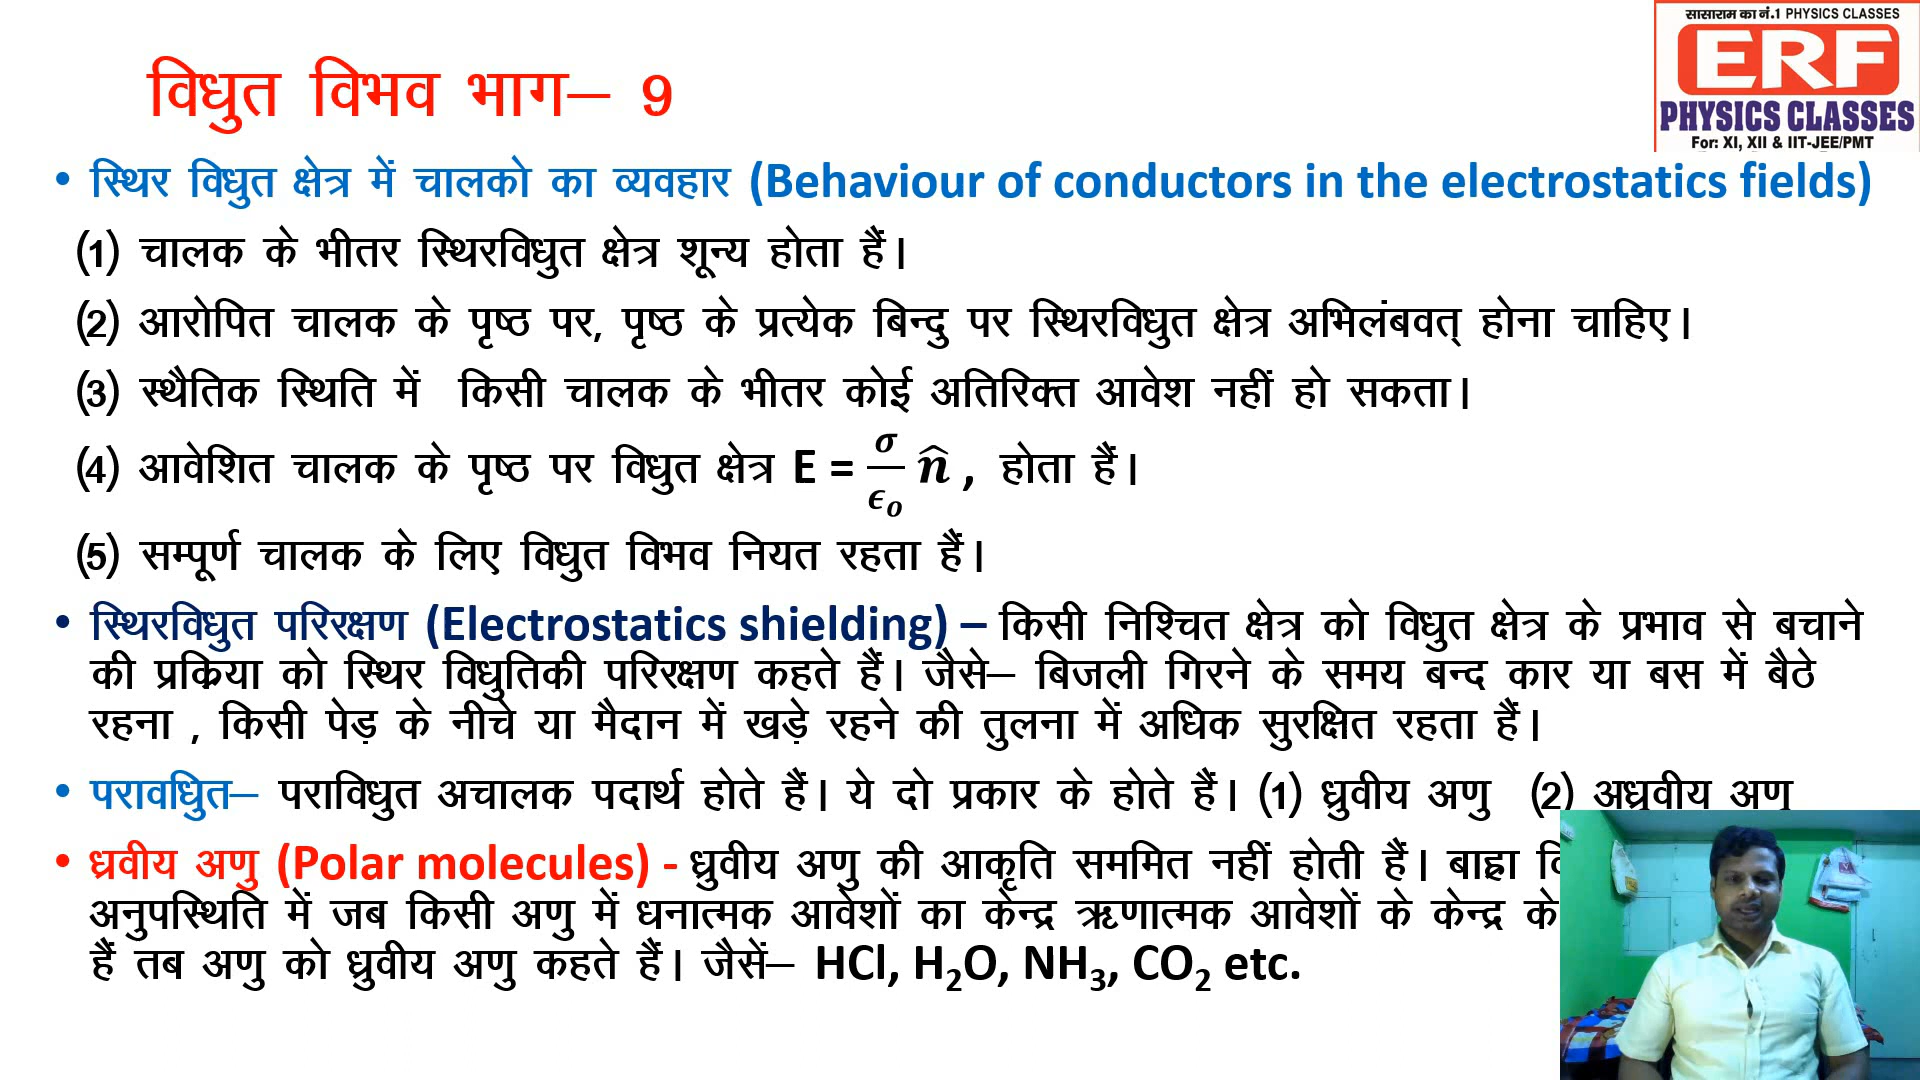 सासाराम का नं.1 PHYSICS CLASSES
ERF
PHYSICS CLASSES
For: XI, XII & IIT-JEE/PMT
विधुत विभव भाग– 9
• स्थिर विधुत क्षेत्र में चालको का व्यवहार (Behaviour of conductors in the electrostatics fields)
(1) चालक के भीतर स्थिरविधुत क्षेत्र शून्य होता हैं।
(2) आरोपित चालक के पृष्ठ पर, पृष्ठ के प्रत्येक बिन्दु पर स्थिरविधुत क्षेत्र अभिलंबवत् होना चाहिए।
(3) स्थैतिक स्थिति में किसी चालक के भीतर कोई अतिरिक्त आवेश नहीं हो सकता।
(4) आवेशित चालक के पृष्ठ पर विधुत क्षेत्र E = σ/ϵ₀ n̂ , होता हैं।
(5) सम्पूर्ण चालक के लिए विधुत विभव नियत रहता हैं।
• स्थिरविधुत परिरक्षण (Electrostatics shielding) – किसी निश्चित क्षेत्र को विधुत क्षेत्र के प्रभाव से बचाने
की प्रक्रिया को स्थिर विधुतिकी परिरक्षण कहते हैं। जैसे– बिजली गिरने के समय बन्द कार या बस में बैठे
रहना , किसी पेड़ के नीचे या मैदान में खड़े रहने की तुलना में अधिक सुरक्षित रहता हैं।
• परावधिुत– पराविधुत अचालक पदार्थ होते हैं। ये दो प्रकार के होते हैं। (1) ध्रुवीय अणु (2) अध्रुवीय अणु
• ध्रवीय अणु (Polar molecules) - ध्रुवीय अणु की आकृति सममित नहीं होती हैं। बाह्रा
अनुपस्थिति में जब किसी अणु में धनात्मक आवेशों का केन्द्र ऋणात्मक आवेशों के केन्द्र के
हैं तब अणु को ध्रुवीय अणु कहते हैं। जैसें– HCl, H₂O, NH₃, CO₂ etc.